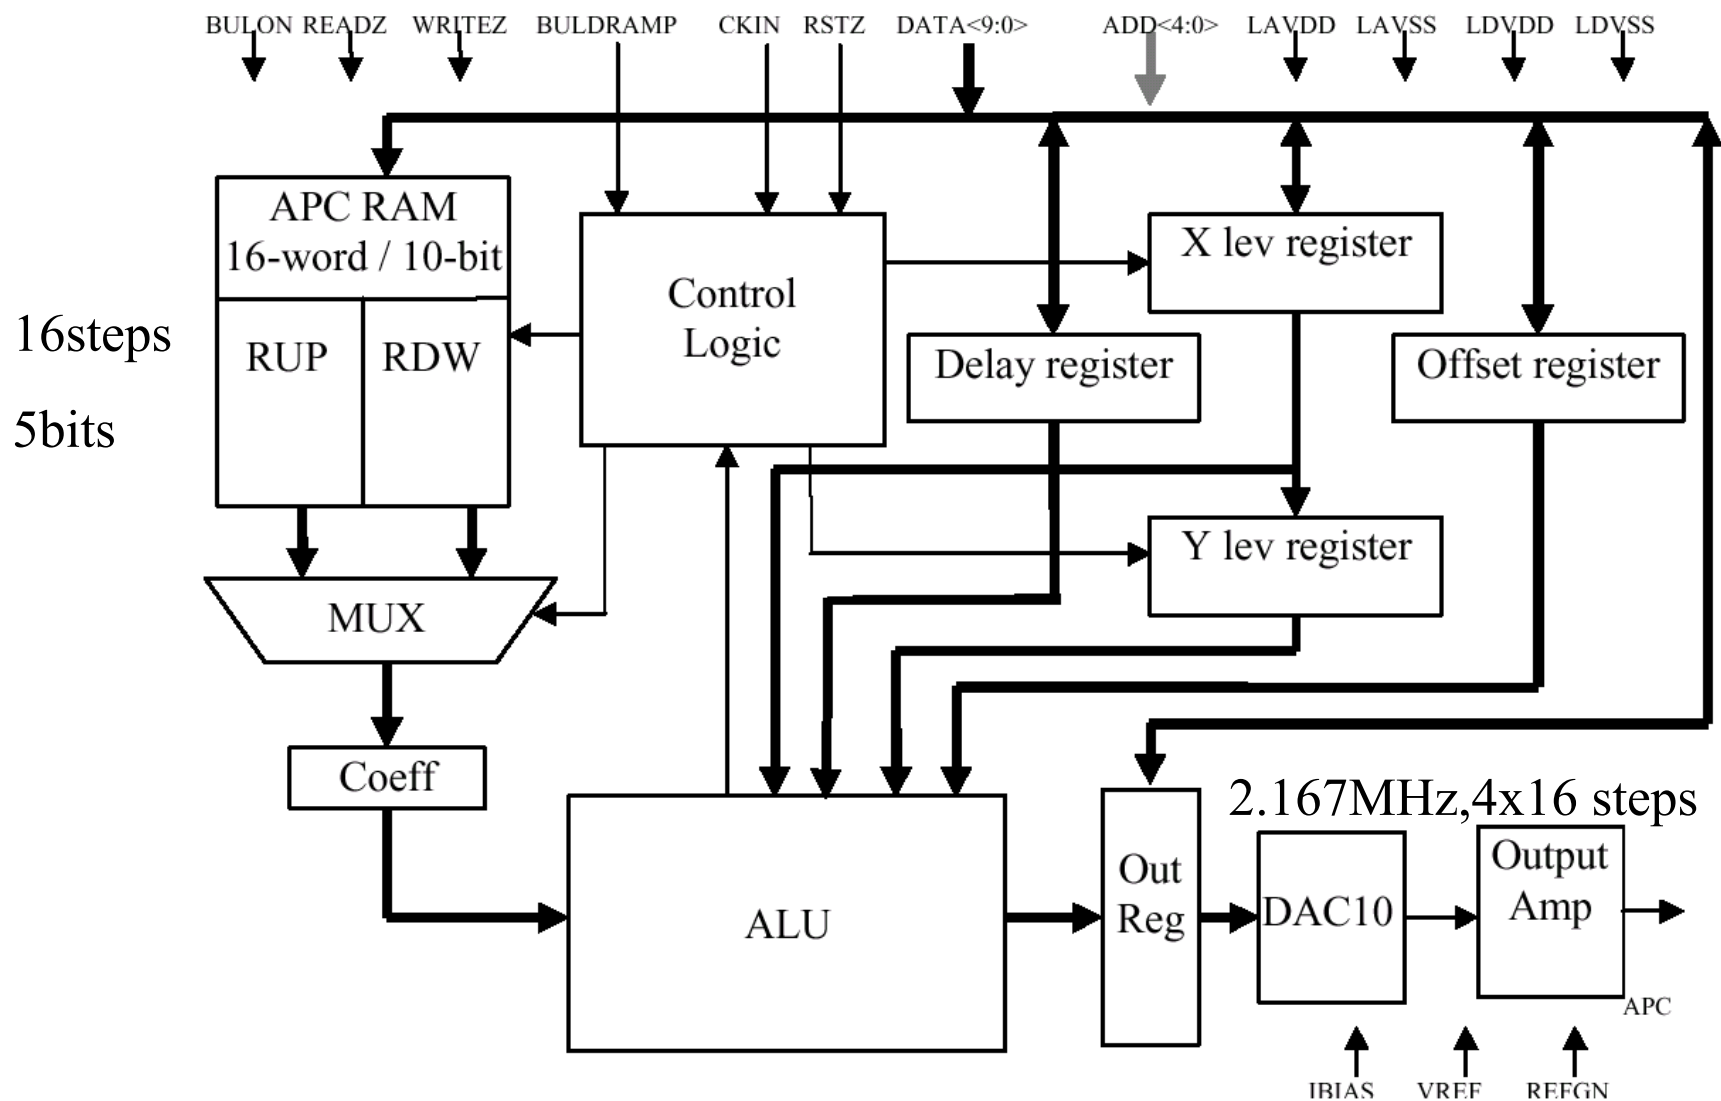 BULON READZ WRITEZ BULDRAMP CKIN RSTZ DATA<9:0> ADD<4:0> LAVDD LAVSS LDVDD LDVSS
APC RAM
16-word / 10-bit
RUP
RDW
16steps
5bits
Control
Logic
X lev register
Delay register
Offset register
Y lev register
MUX
Coeff
ALU
2.167MHz,4x16 steps
Out
Reg
DAC10
Output
Amp
APC
IBIAS VREF REFGN